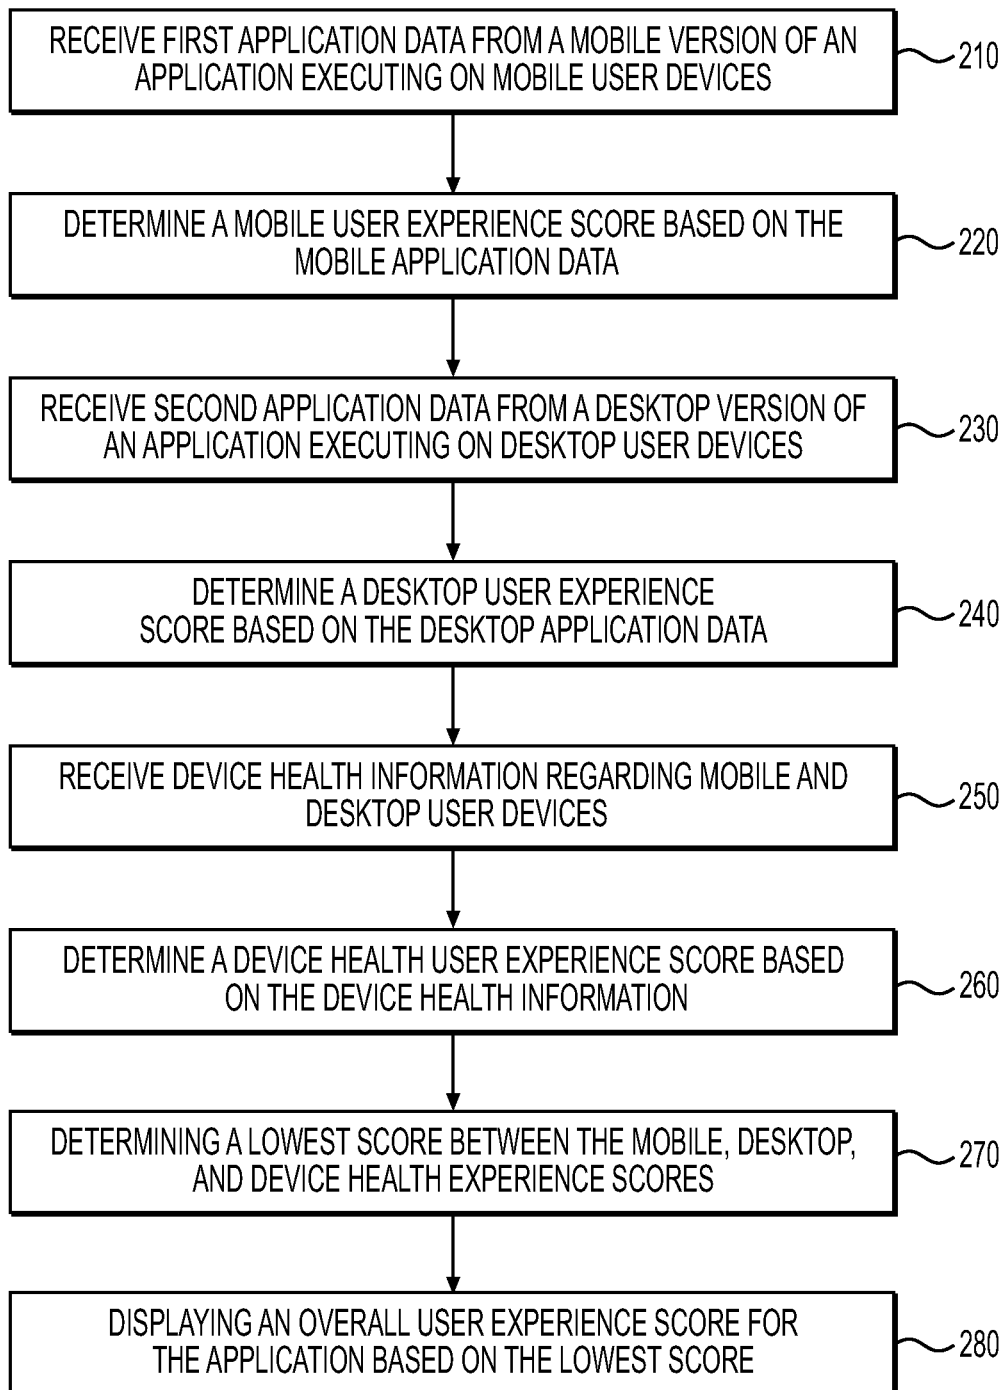 RECEIVE FIRST APPLICATION DATA FROM A MOBILE VERSION OF AN
APPLICATION EXECUTING ON MOBILE USER DEVICES
210
DETERMINE A MOBILE USER EXPERIENCE SCORE BASED ON THE
MOBILE APPLICATION DATA
220
RECEIVE SECOND APPLICATION DATA FROM A DESKTOP VERSION OF
AN APPLICATION EXECUTING ON DESKTOP USER DEVICES
230
DETERMINE A DESKTOP USER EXPERIENCE
SCORE BASED ON THE DESKTOP APPLICATION DATA
240
RECEIVE DEVICE HEALTH INFORMATION REGARDING MOBILE AND
DESKTOP USER DEVICES
250
DETERMINE A DEVICE HEALTH USER EXPERIENCE SCORE BASED
ON THE DEVICE HEALTH INFORMATION
260
DETERMINING A LOWEST SCORE BETWEEN THE MOBILE, DESKTOP,
AND DEVICE HEALTH EXPERIENCE SCORES
270
DISPLAYING AN OVERALL USER EXPERIENCE SCORE FOR
THE APPLICATION BASED ON THE LOWEST SCORE
280